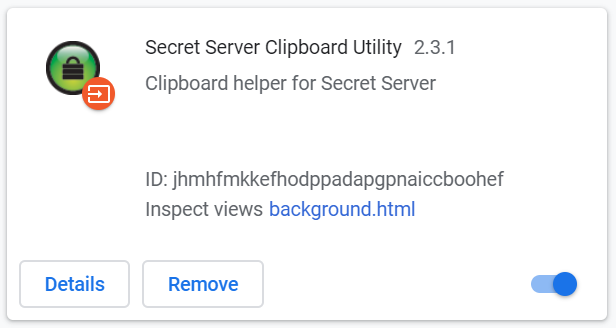 Secret Server Clipboard Utility 2.3.1
Clipboard helper for Secret Server
ID: jhmhfmkkefhodppadapgpnaiccboohef
Inspect views background.html
Details Remove